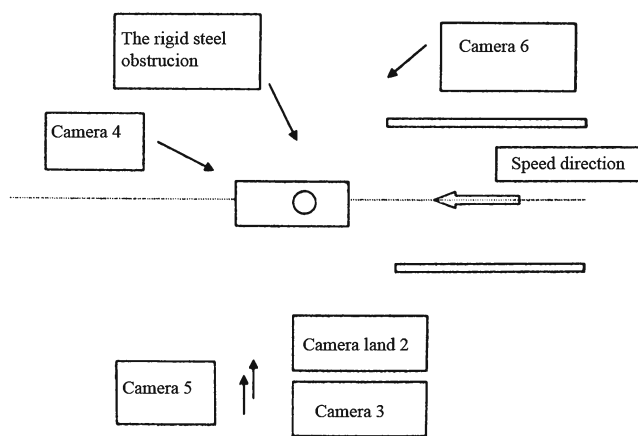 The rigid steel
obstrucion
Camera 6
Camera 4
Speed direction
Camera land 2
Camera 5
Camera 3